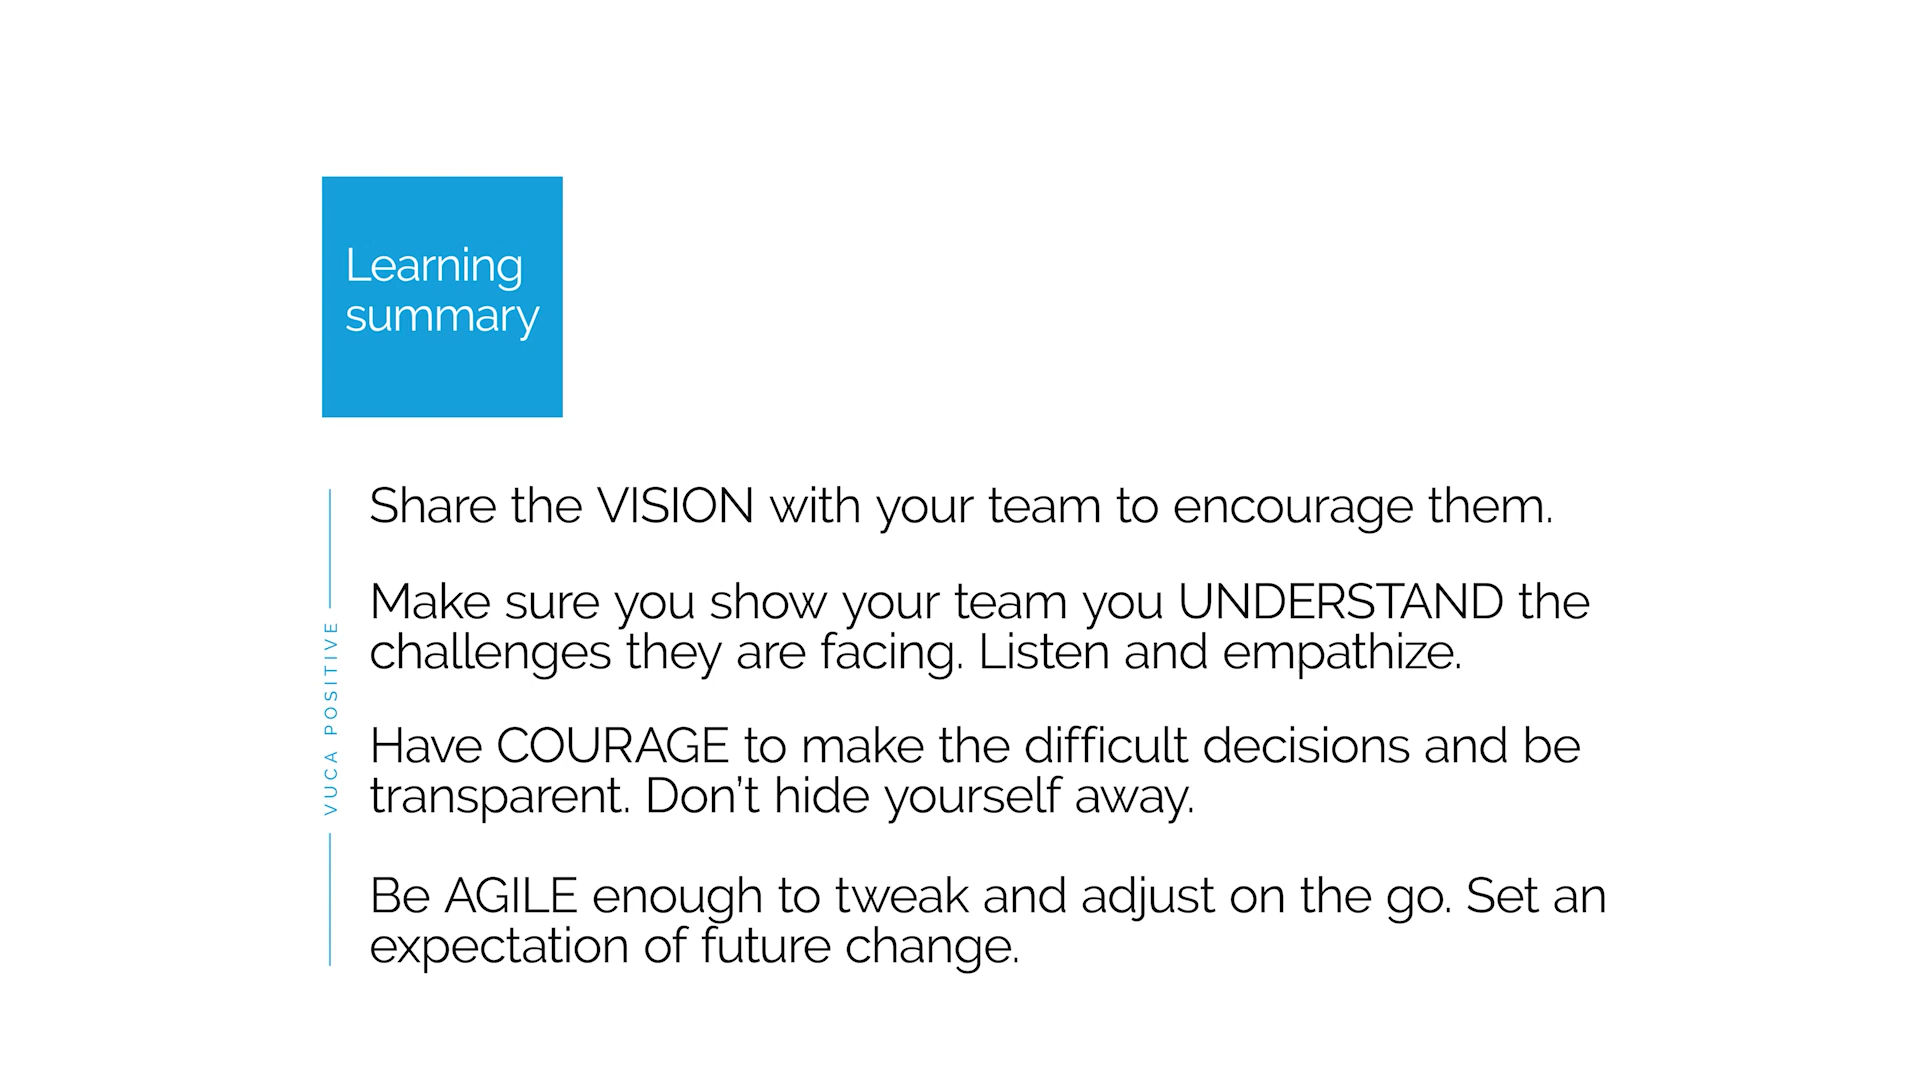 Learning
summary
Share the VISION with your team to encourage them.
Make sure you show your team you UNDERSTAND the
challenges they are facing. Listen and empathize.
VUCA POSITIVE
Have COURAGE to make the difficult decisions and be
transparent. Don’t hide yourself away.
Be AGILE enough to tweak and adjust on the go. Set an
expectation of future change.